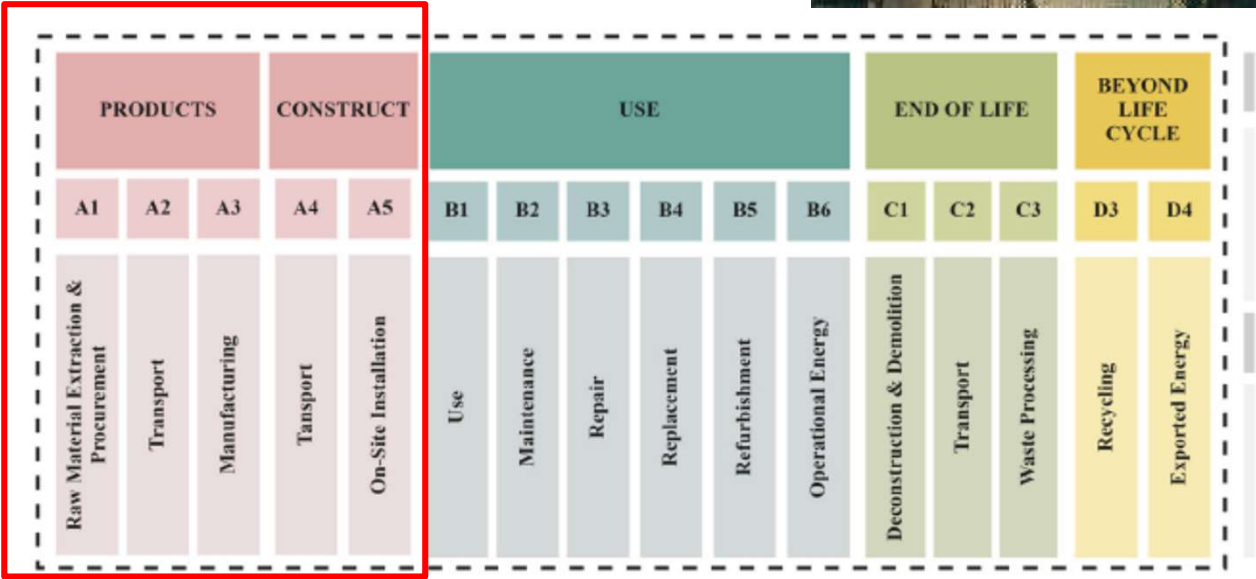 PRODUCTS
CONSTRUCT
USE
END OF LIFE
BEYOND
LIFE
CYCLE
A1
A2
A3
A4
A5
B1
B2
B3
B4
B5
B6
C1
C2
C3
D3
D4
Raw Material Extraction &
Procurement
Transport
Manufacturing
Tansport
On-Site Installation
Use
Maintenance
Repair
Replacement
Refurbishment
Operational Energy
Deconstruction & Demolition
Transport
Waste Processing
Recycling
Exported Energy